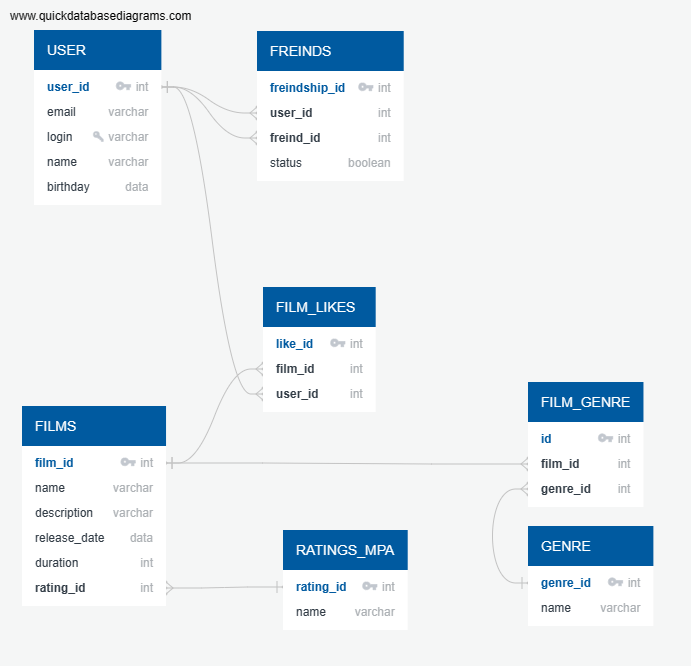 www.quickdatabasediagrams.com
USER
user_id int
email varchar
login varchar
name varchar
birthday data
FREINDS
freindship_id int
user_id int
freind_id int
status boolean
FILM_LIKES
like_id int
film_id int
user_id int
FILMS
film_id int
name varchar
description varchar
release_date data
duration int
rating_id int
RATINGS_MPA
rating_id int
name varchar
FILM_GENRE
id int
film_id int
genre_id int
GENRE
genre_id int
name varchar